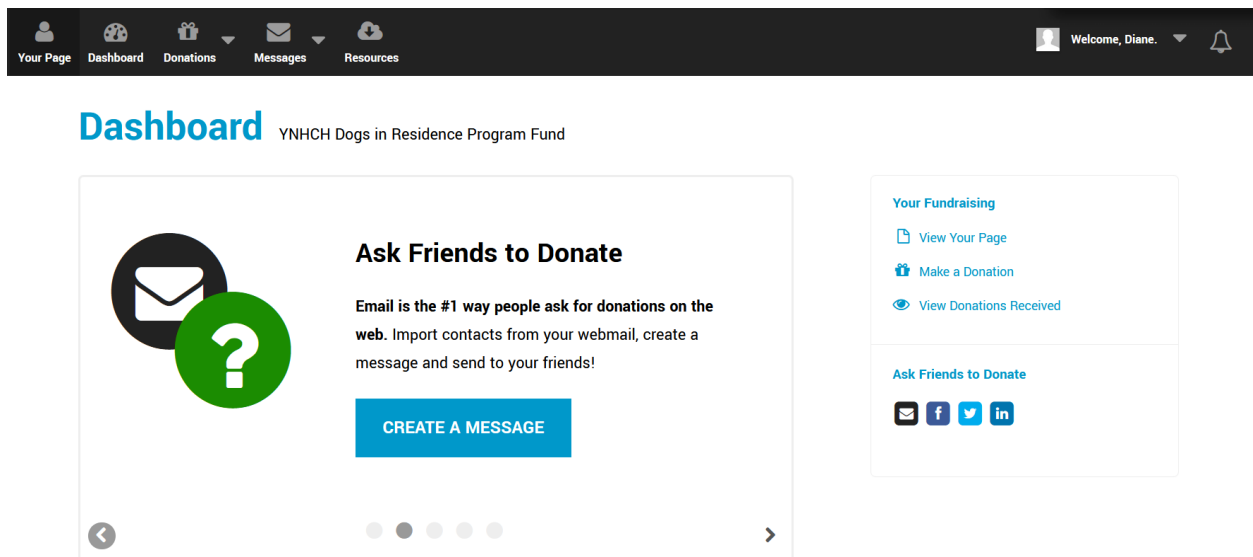 Your Page Dashboard Donations Messages Resources Welcome, Diane.
Dashboard YNHCH Dogs in Residence Program Fund
Ask Friends to Donate
Email is the #1 way people ask for donations on the
web. Import contacts from your webmail, create a
message and send to your friends!
CREATE A MESSAGE
Your Fundraising
View Your Page
Make a Donation
View Donations Received
Ask Friends to Donate